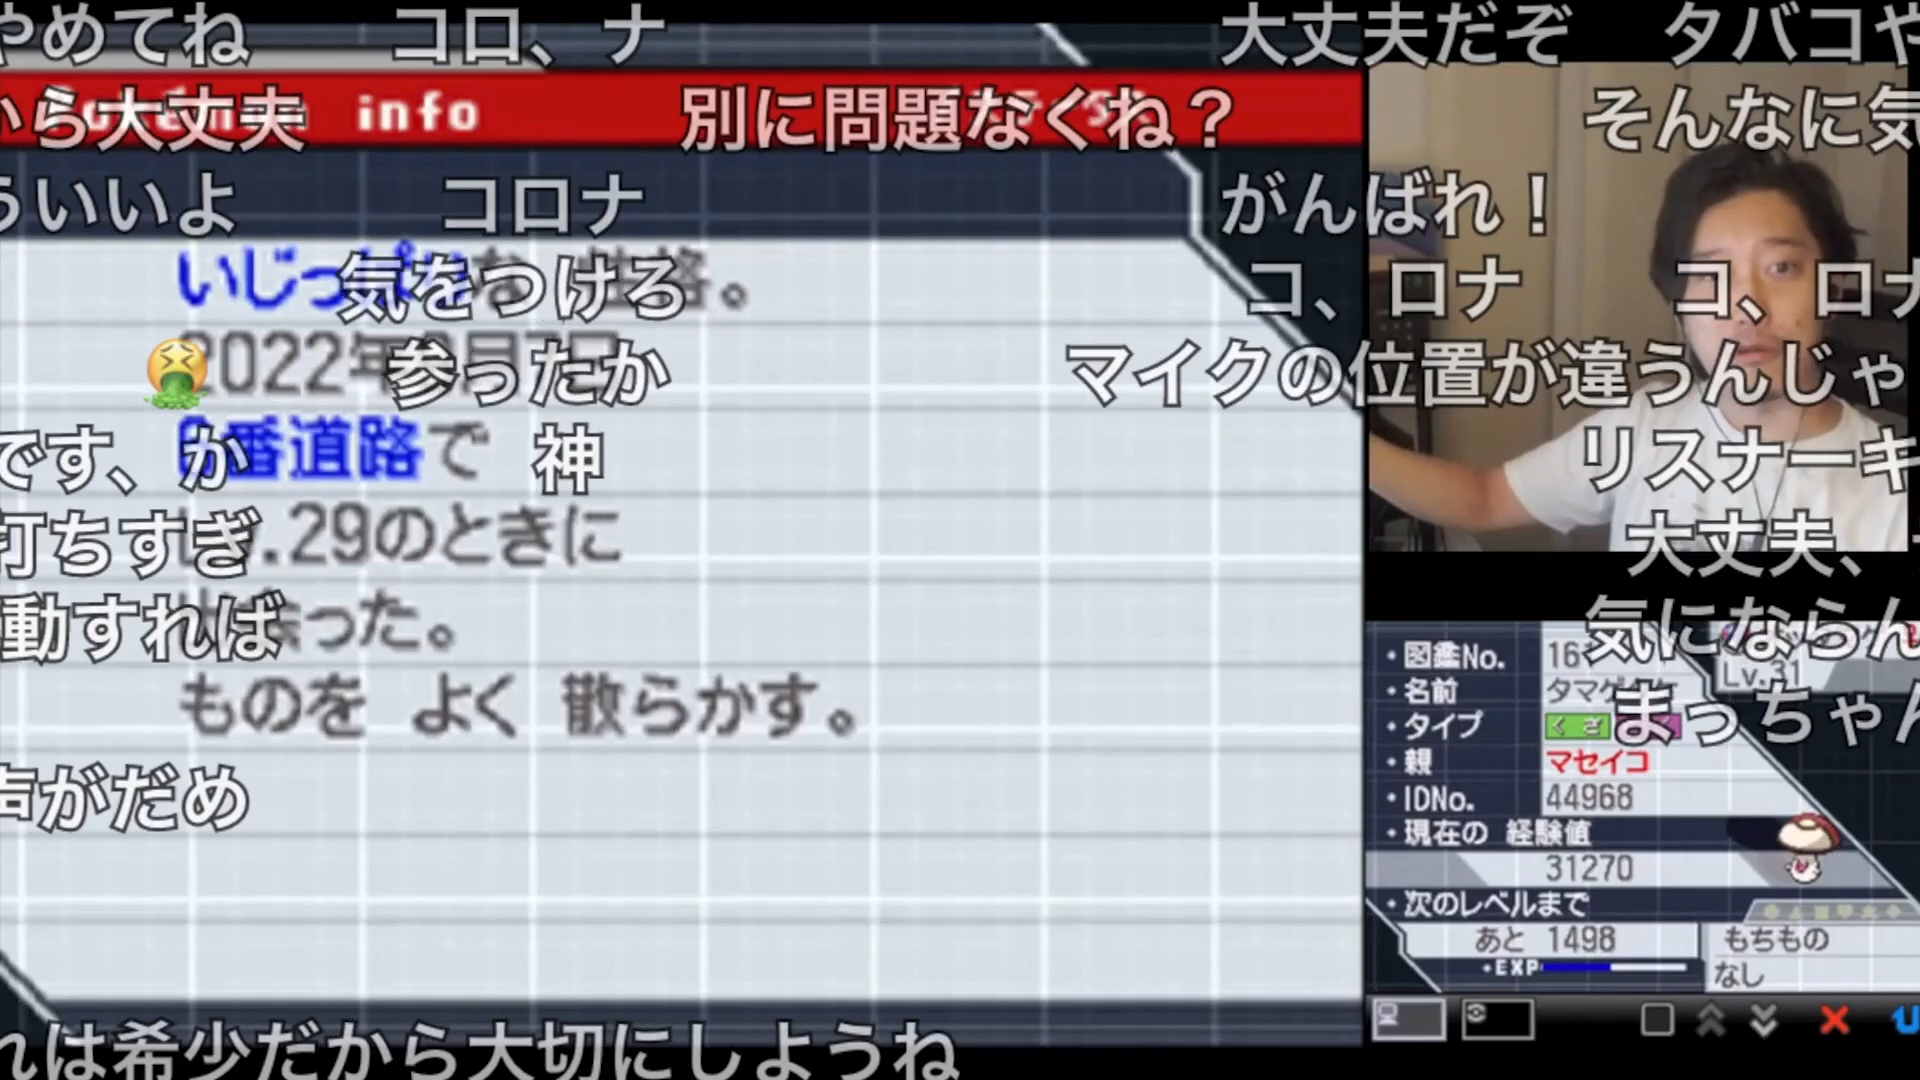 やめてね
コロ、ナ
大丈夫だぞ
タバコや
info
から大丈夫
別に問題なくね？
そんなに気
ういいよ
コロナ
がんばれ！
いじっぱ
気をつけろ
。
コ、ロナ
コ、ロナ
2022年
参ったか
マイクの位置が違うんじゃ
番道路で
です、か
神
リスナーキ
.29のときに
打ちすぎ
大丈夫、
った。
動すれば
気にならん
ものを よく 散らかす。
まっちゃん
声がだめ
れは希少だから大切にしようね
・図鑑No. 16
Lv.31
・名前 タマゲタケ
・タイプ くさ
・親 マセイコ
・IDNo. 44968
・現在の 経験値
31270
・次のレベルまで
あと 1498
・EXP
もちもの
なし